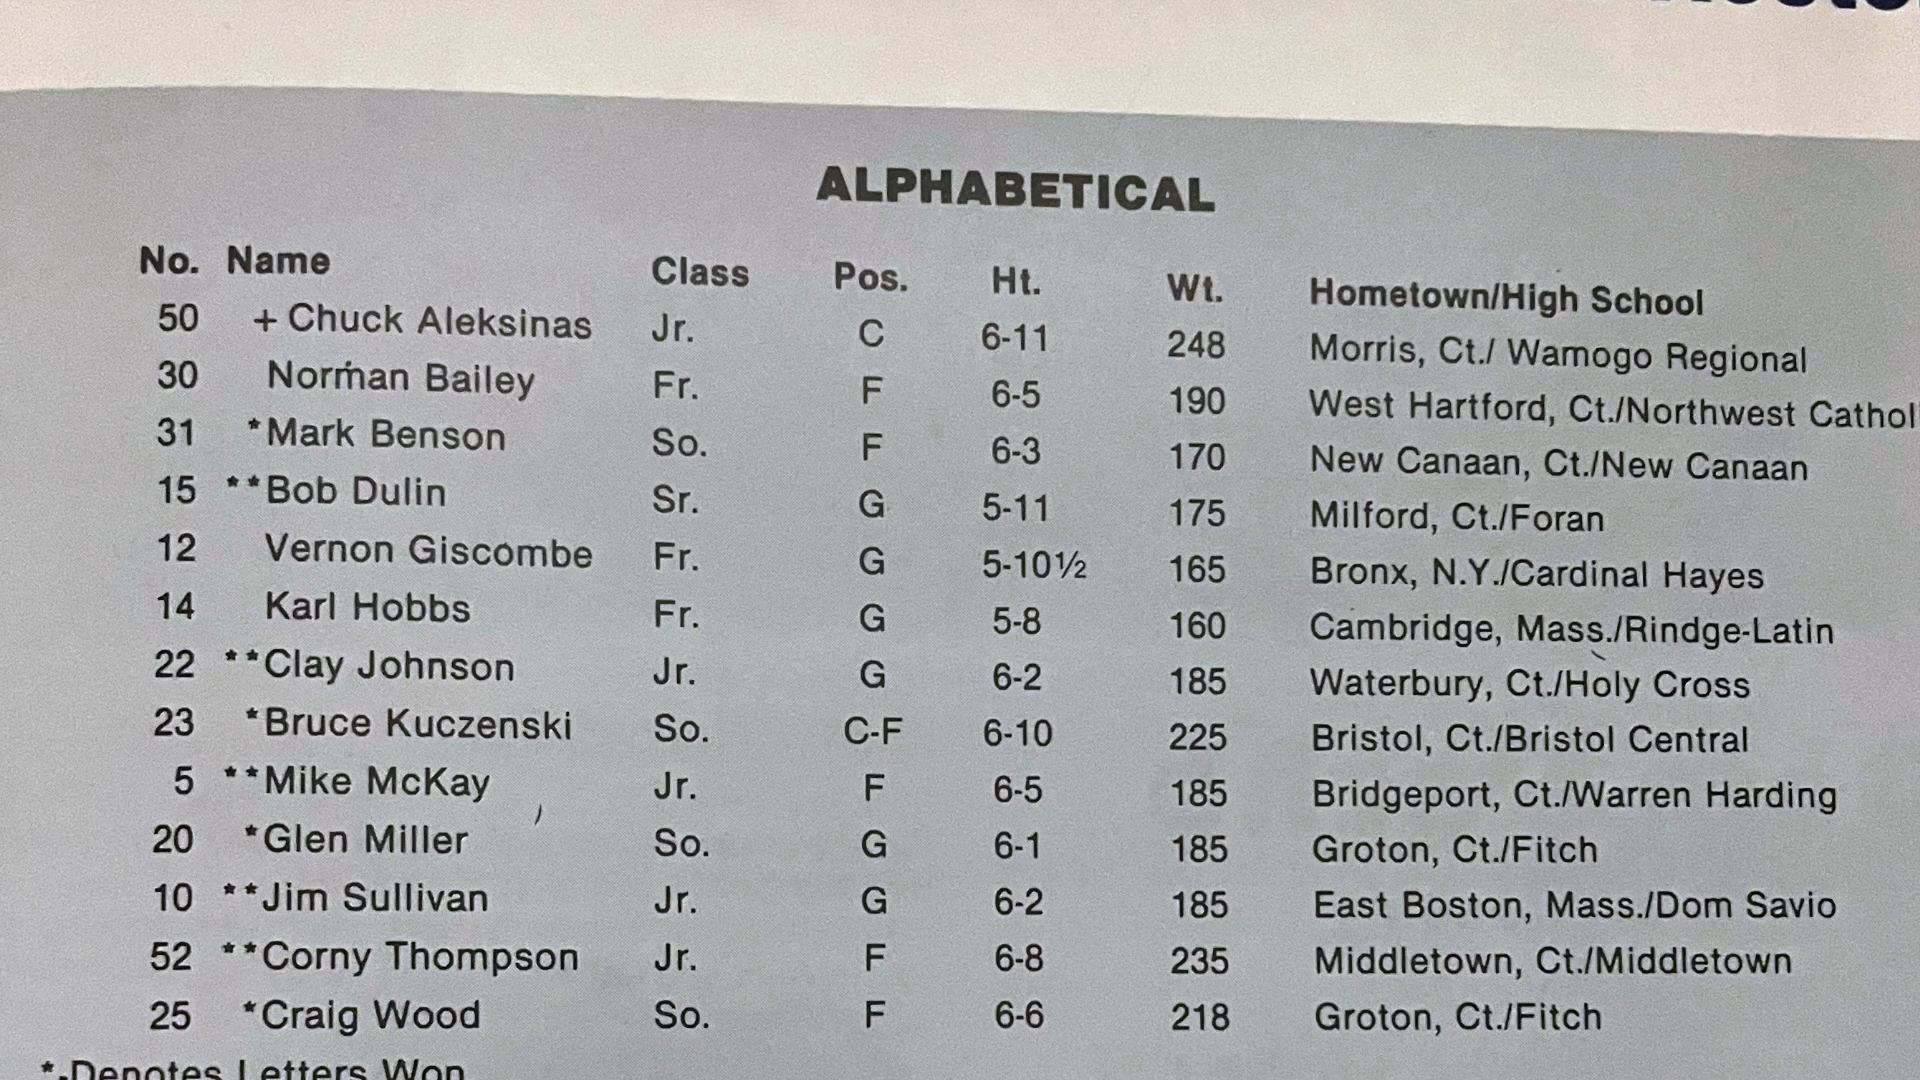 ALPHABETICAL
No. Name Class Pos. Ht. Wt. Hometown/High School
50 + Chuck Aleksinas Jr. C 6-11 248 Morris, Ct./ Wamogo Regional
30 Norman Bailey Fr. F 6-5 190 West Hartford, Ct./Northwest Cathol
31 *Mark Benson So. F 6-3 170 New Canaan, Ct./New Canaan
15 **Bob Dulin Sr. G 5-11 175 Milford, Ct./Foran
12 Vernon Giscombe Fr. G 5-10½ 165 Bronx, N.Y./Cardinal Hayes
14 Karl Hobbs Fr. G 5-8 160 Cambridge, Mass./Rindge-Latin
22 **Clay Johnson Jr. G 6-2 185 Waterbury, Ct./Holy Cross
23 *Bruce Kuczenski So. C-F 6-10 225 Bristol, Ct./Bristol Central
5 **Mike McKay Jr. F 6-5 185 Bridgeport, Ct./Warren Harding
20 *Glen Miller So. G 6-1 185 Groton, Ct./Fitch
10 **Jim Sullivan Jr. G 6-2 185 East Boston, Mass./Dom Savio
52 **Corny Thompson Jr. F 6-8 235 Middletown, Ct./Middletown
25 *Craig Wood So. F 6-6 218 Groton, Ct./Fitch
*-Denotes Letters Won